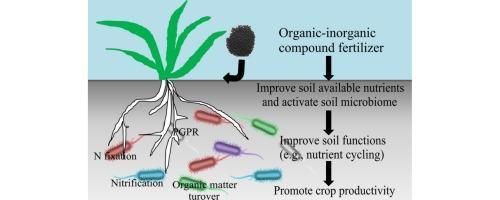 Organic-inorganic
compound fertilizer
Improve soil available nutrients
and activate soil microbiome
Improve soil functions
(e.g., nutrient cycling)
Promote crop productivity
PGPR
N fixation
Nitrification
Organic matter
turover